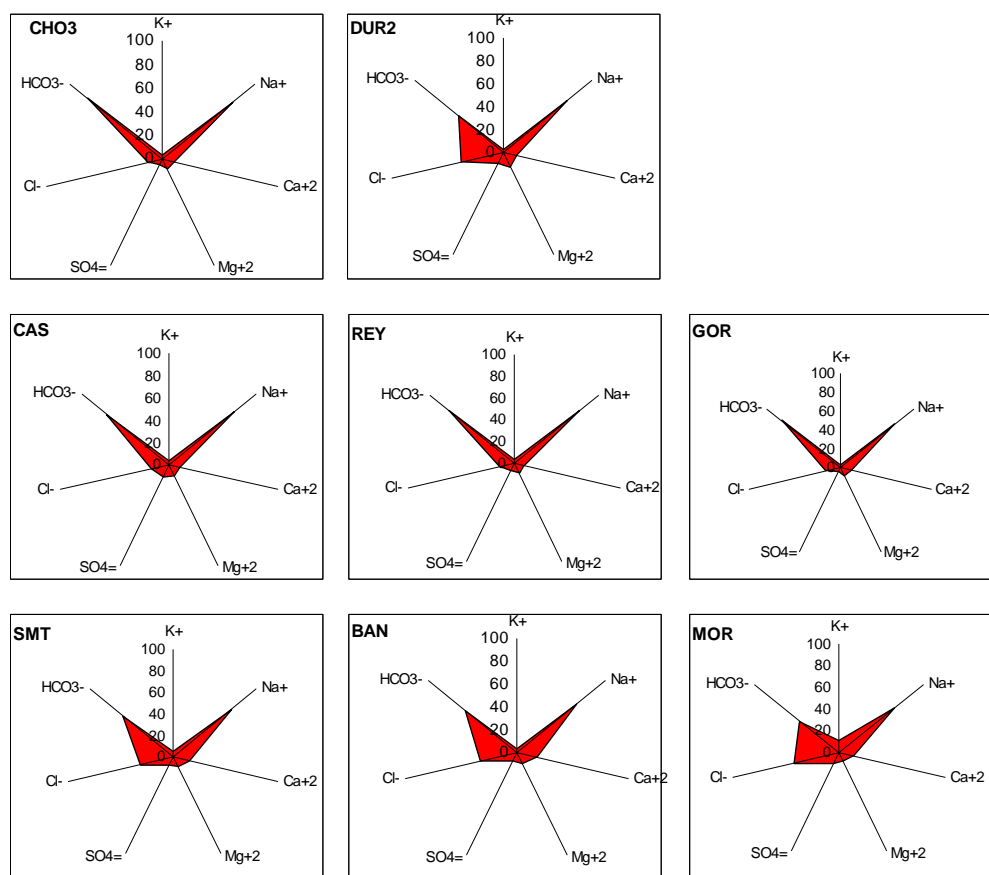 CHO3
K+
100
80
60
40
20
0
HCO3-
Na+
Cl-
Ca+2
SO4=
Mg+2
DUR2
K+
100
80
60
40
20
0
HCO3-
Na+
Cl-
Ca+2
SO4=
Mg+2
CAS
K+
100
80
60
40
20
0
HCO3-
Na+
Cl-
Ca+2
SO4=
Mg+2
REY
K+
100
80
60
40
20
0
HCO3-
Na+
Cl-
Ca+2
SO4=
Mg+2
GOR
K+
100
80
60
40
20
0
HCO3-
Na+
Cl-
Ca+2
SO4=
Mg+2
SMT
K+
100
80
60
40
20
0
HCO3-
Na+
Cl-
Ca+2
SO4=
Mg+2
BAN
K+
100
80
60
40
20
0
HCO3-
Na+
Cl-
Ca+2
SO4=
Mg+2
MOR
K+
100
80
60
40
20
0
HCO3-
Na+
Cl-
Ca+2
SO4=
Mg+2